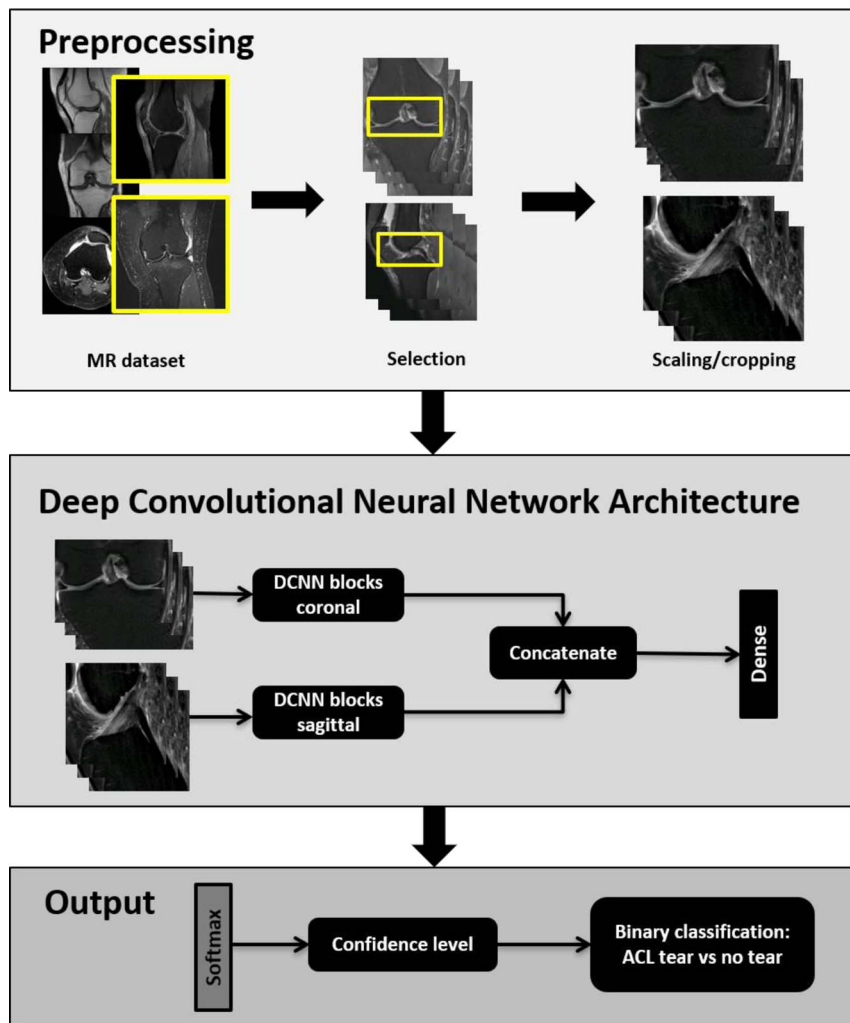 Preprocessing
MR dataset
Selection
Scaling/cropping
Deep Convolutional Neural Network Architecture
DCNN blocks
coronal
DCNN blocks
sagittal
Concatenate
Dense
Output
Softmax
Confidence level
Binary classification:
ACL tear vs no tear